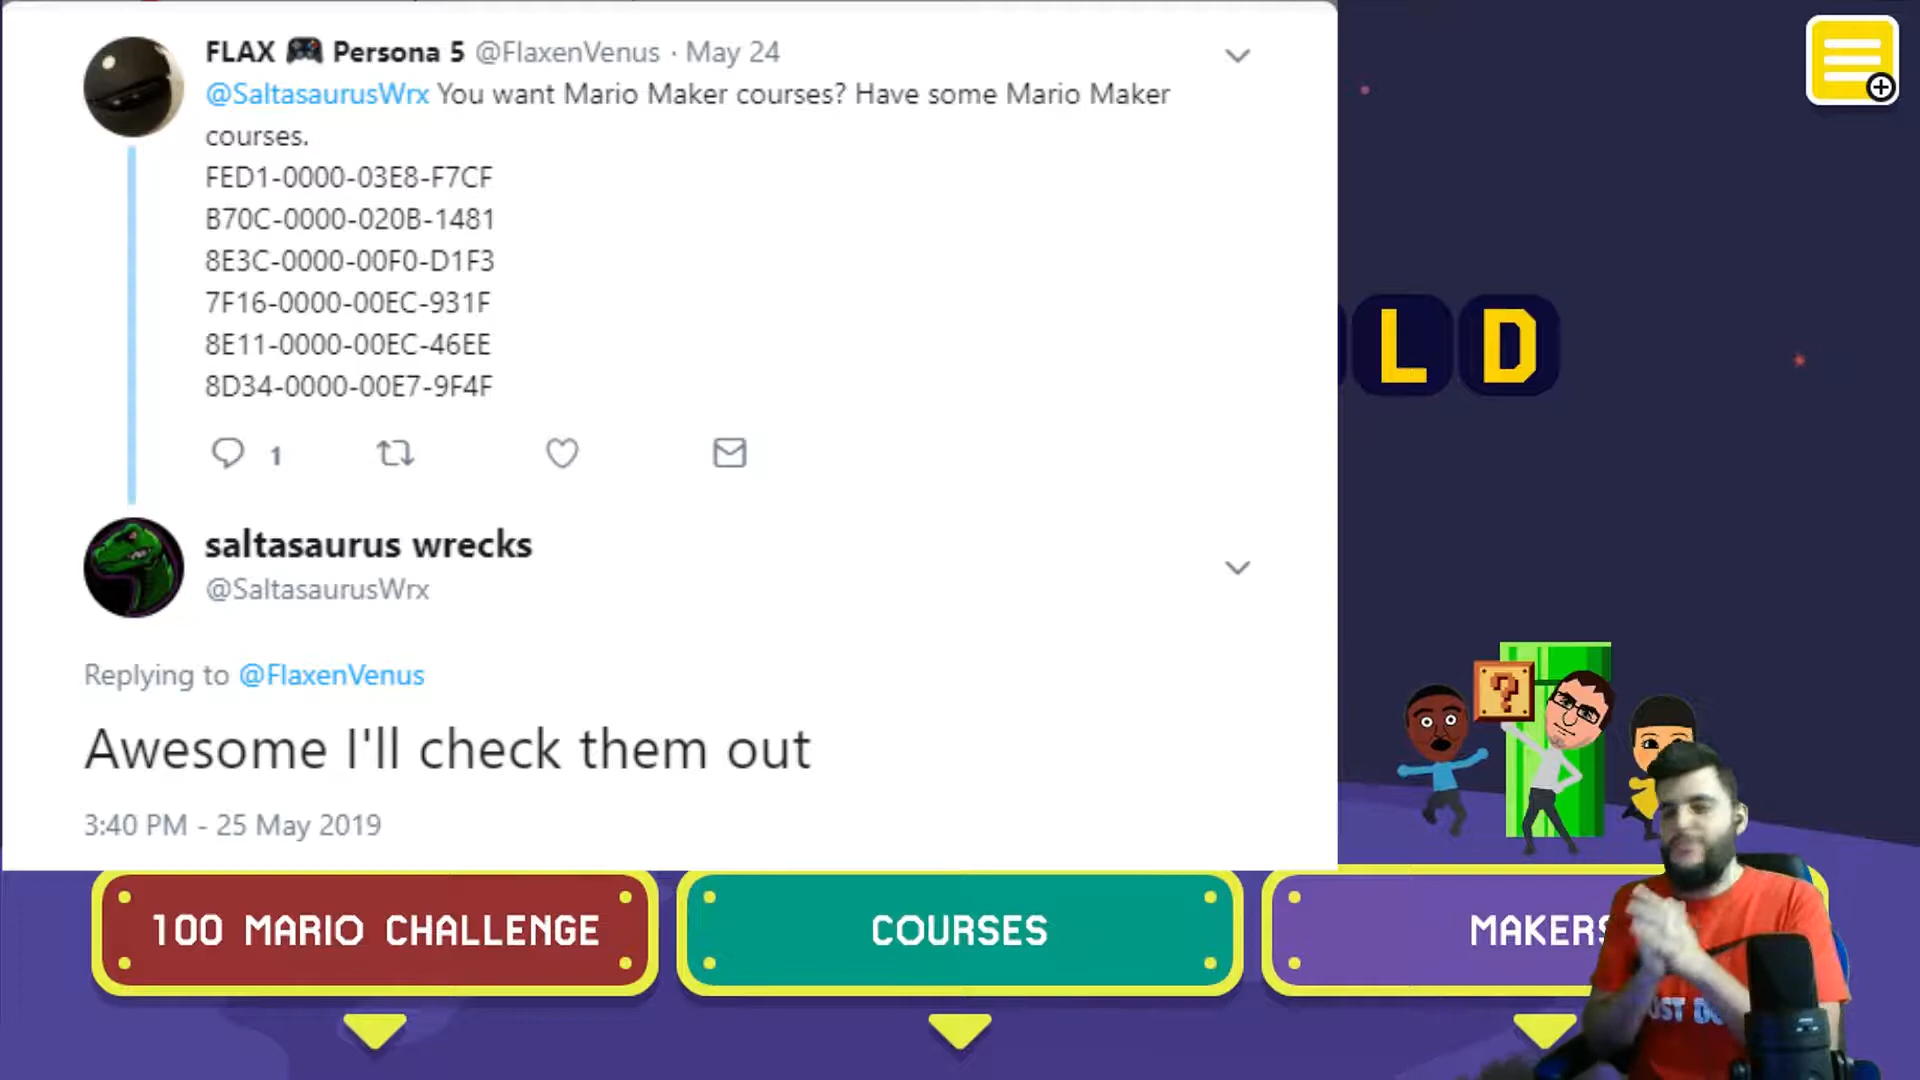 FLAX 🎮 Persona 5 @FlaxenVenus · May 24
@SaltasaurusWrx You want Mario Maker courses? Have some Mario Maker
courses.
FED1-0000-03E8-F7CF
B70C-0000-020B-1481
8E3C-0000-00F0-D1F3
7F16-0000-00EC-931F
8E11-0000-00EC-46EE
8D34-0000-00E7-9F4F
1
saltasaurus wrecks
@SaltasaurusWrx
Replying to @FlaxenVenus
Awesome I'll check them out
3:40 PM - 25 May 2019
L D
?
100 MARIO CHALLENGE
COURSES
MAKERS